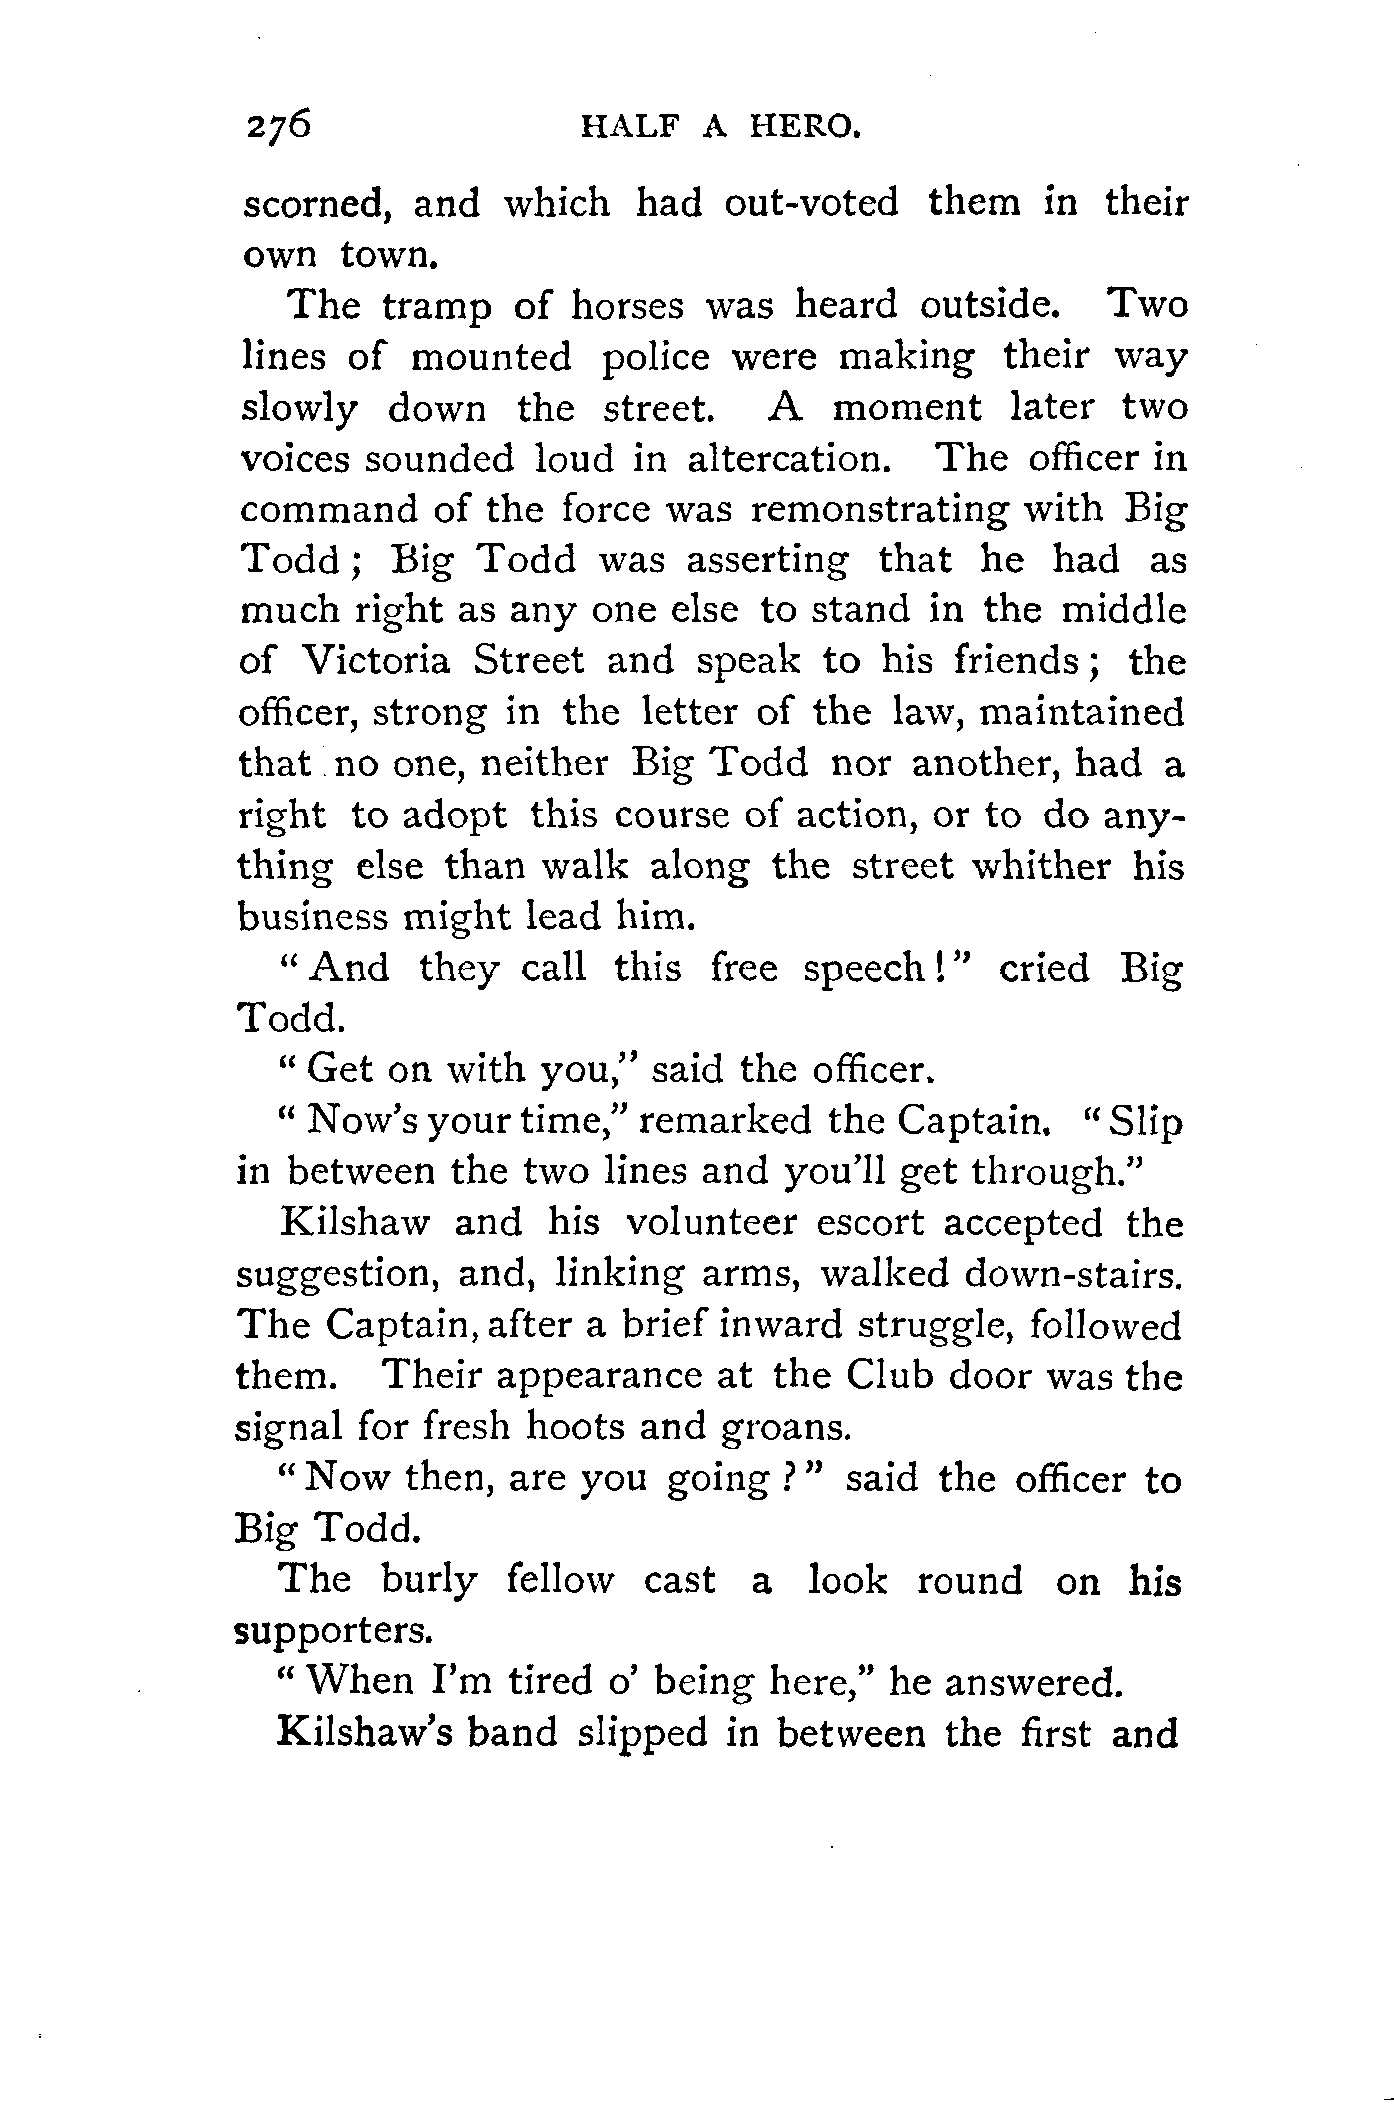 276 HALF A HERO.
scorned, and which had out-voted them in their
own town.
The tramp of horses was heard outside. Two
lines of mounted police were making their way
slowly down the street. A moment later two
voices sounded loud in altercation. The officer in
command of the force was remonstrating with Big
Todd ; Big Todd was asserting that he had as
much right as any one else to stand in the middle
of Victoria Street and speak to his friends ; the
officer, strong in the letter of the law, maintained
that no one, neither Big Todd nor another, had a
right to adopt this course of action, or to do any-
thing else than walk along the street whither his
business might lead him.
“ And they call this free speech ! ” cried Big
Todd.
“ Get on with you,” said the officer.
“ Now’s your time,” remarked the Captain. “ Slip
in between the two lines and you’ll get through.”
Kilshaw and his volunteer escort accepted the
suggestion, and, linking arms, walked down-stairs.
The Captain, after a brief inward struggle, followed
them. Their appearance at the Club door was the
signal for fresh hoots and groans.
“ Now then, are you going ? ” said the officer to
Big Todd.
The burly fellow cast a look round on his
supporters.
“ When I’m tired o’ being here,” he answered.
Kilshaw’s band slipped in between the first and